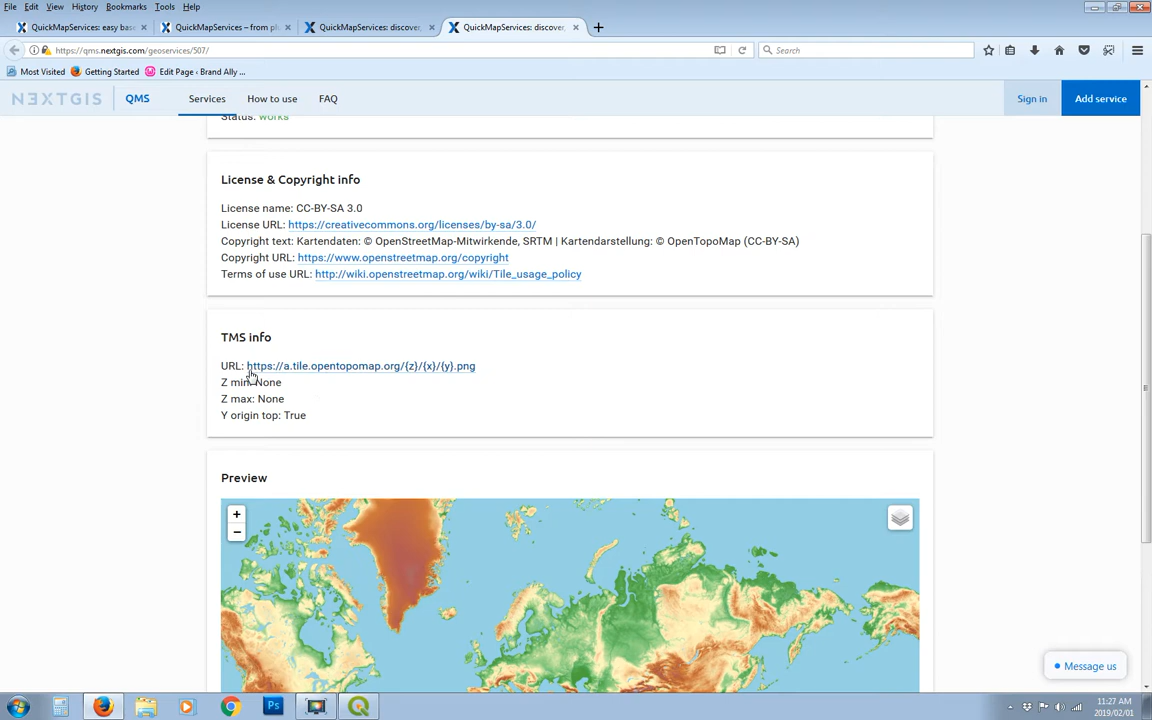 File Edit View History Bookmarks Tools Help
QuickMapServices: easy base
QuickMapServices – from pl
QuickMapServices: discover,
QuickMapServices: discover,
https://qms.nextgis.com/geoservices/507/
Search
Most Visited Getting Started Edit Page ‹ Brand Ally ...
NEXTGIS QMS Services How to use FAQ Sign in Add service
Status: works
License & Copyright info
License name: CC-BY-SA 3.0
License URL: https://creativecommons.org/licenses/by-sa/3.0/
Copyright text: Kartendaten: © OpenStreetMap-Mitwirkende, SRTM | Kartendarstellung: © OpenTopoMap (CC-BY-SA)
Copyright URL: https://www.openstreetmap.org/copyright
Terms of use URL: http://wiki.openstreetmap.org/wiki/Tile_usage_policy
TMS info
URL: https://a.tile.opentopomap.org/{z}/{x}/{y}.png
Z min: None
Z max: None
Y origin top: True
Preview
+
−
Message us
Ps
11:27 AM
2019/02/01